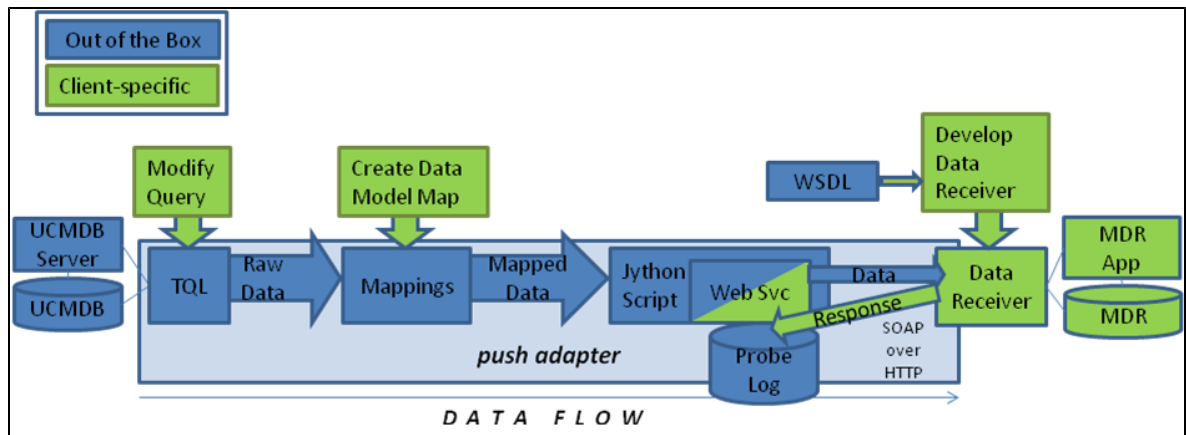 Out of the Box
Client-specific
Modify
Query
Create Data
Model Map
WSDL
Develop
Data
Receiver
UCMDB
Server
UCMDB
TQL
Raw
Data
Mappings
Mapped
Data
Jython
Script
Web Svc
Data
Response
SOAP
over
HTTP
Probe
Log
Data
Receiver
MDR
App
MDR
push adapter
DATA FLOW